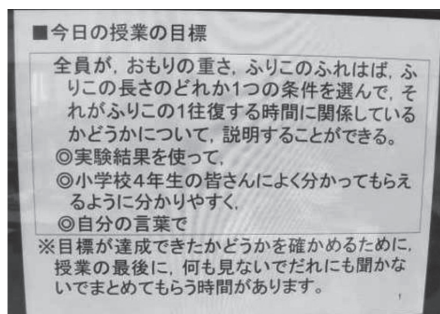 ■今日の授業の目標
全員が，おもりの重さ，ふりこのふれはば，ふ
りこの長さのどれか1つの条件を選んで，そ
れがふりこの1往復する時間に関係している
かどうかについて，説明することができる。
◎実験結果を使って，
◎小学校4年生の皆さんによく分かってもらえ
るように分かりやすく，
◎自分の言葉で
※目標が達成できたかどうかを確かめるために，
授業の最後に，何も見ないでだれにも聞かな
いでまとめてもらう時間があります。
1